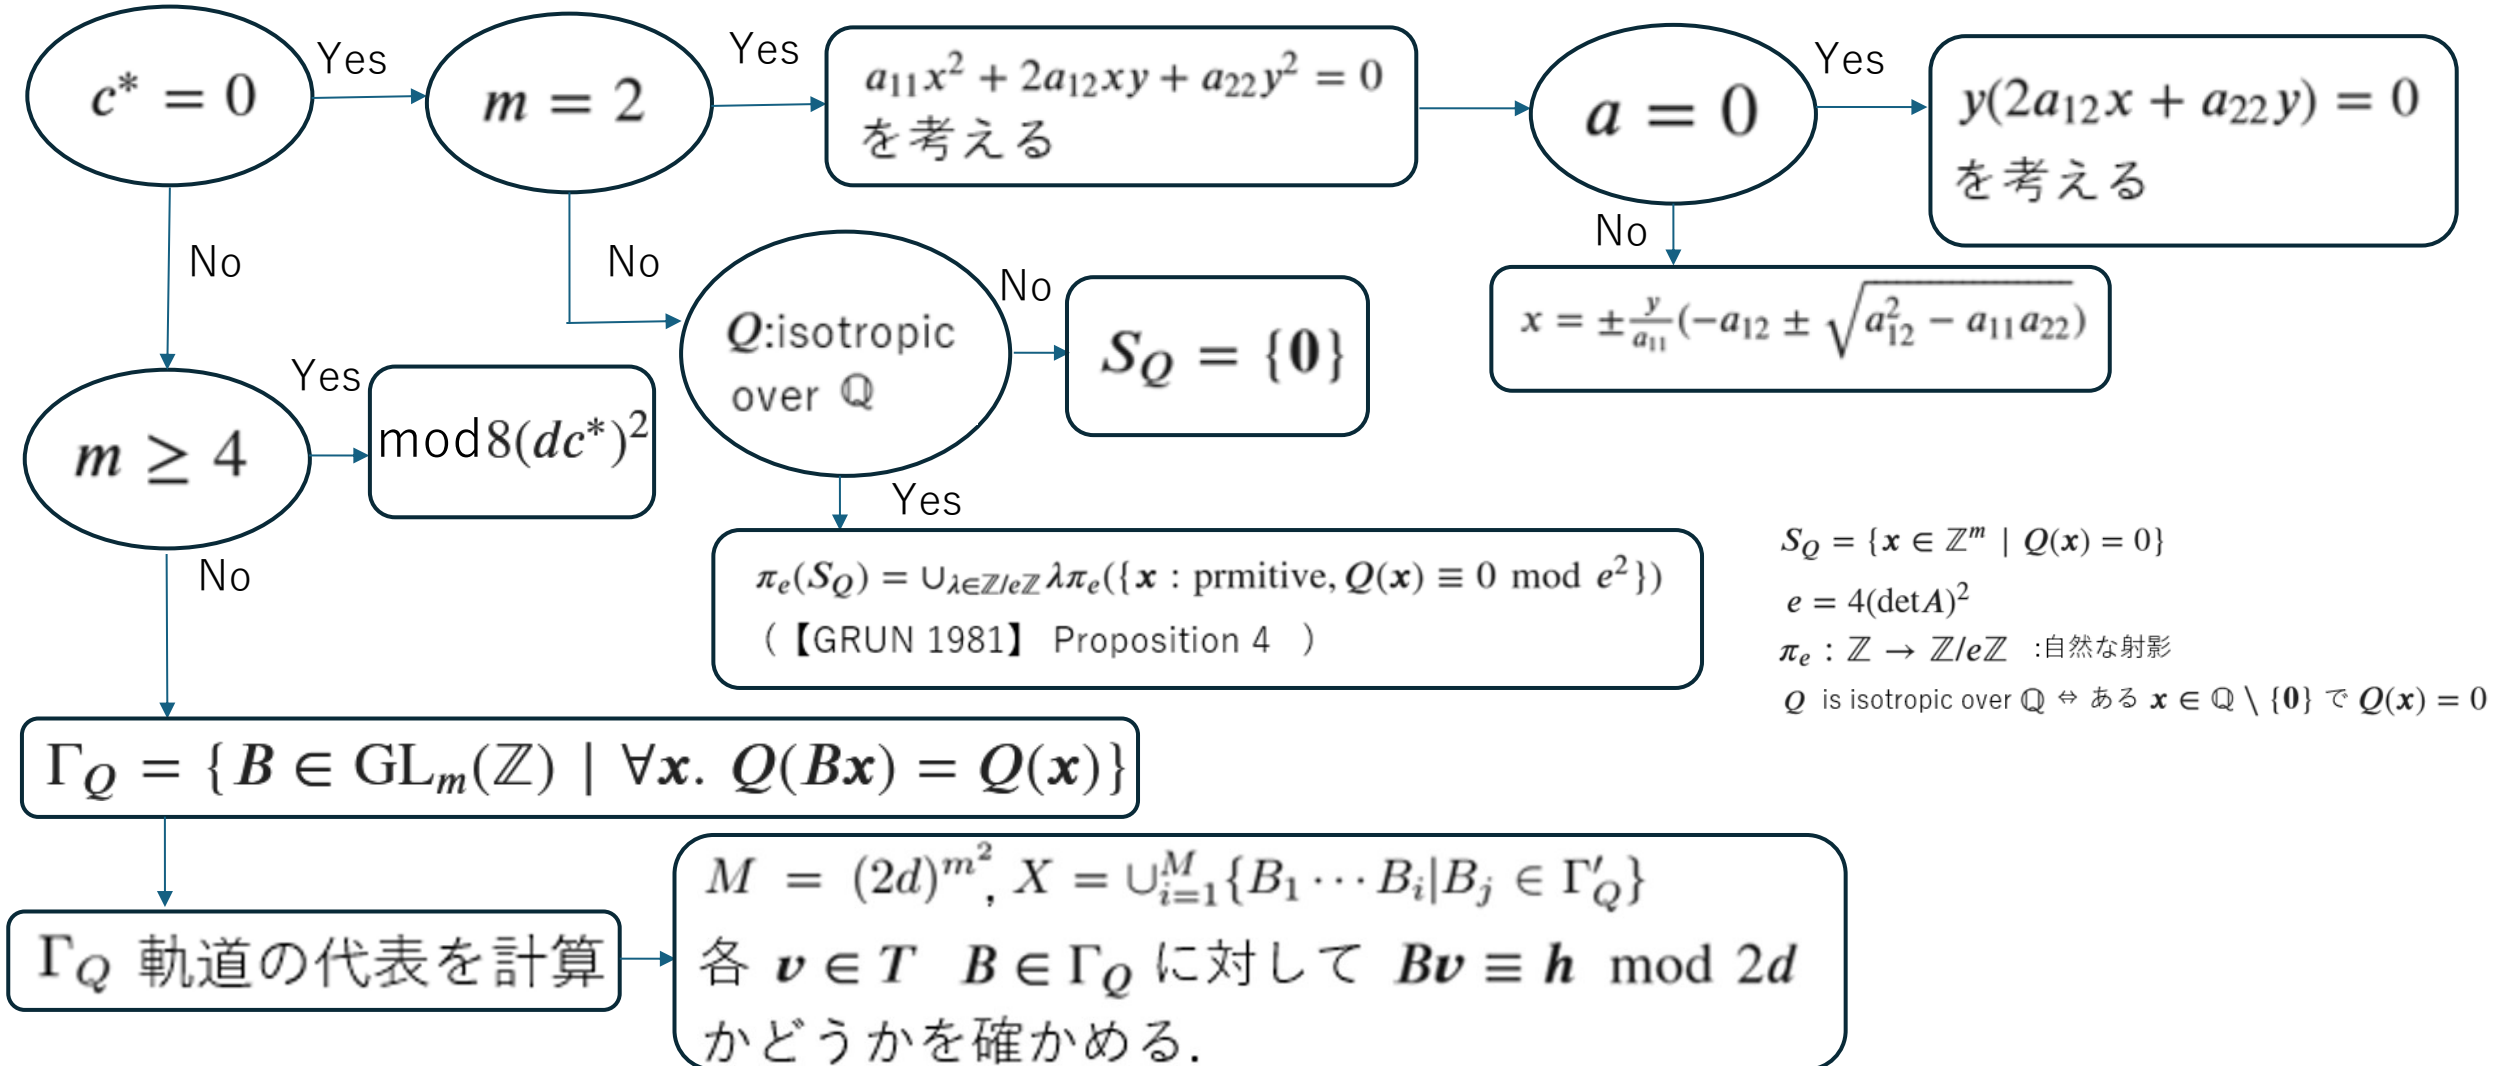 c* = 0
Yes
m = 2
Yes
a₁₁x² + 2a₁₂xy + a₂₂y² = 0
を考える
a = 0
Yes
y(2a₁₂x + a₂₂y) = 0
を考える
No
No
Q:isotropic
over ℚ
No
S_Q = {0}
No
x = ±y/a₁₁(−a₁₂ ± √(a₁₂² − a₁₁a₂₂))
m ≥ 4
Yes
mod8(dc*)²
No
Yes
π_e(S_Q) = ∪_{λ∈ℤ/eℤ} λπ_e({x : prmitive, Q(x) ≡ 0 mod e²})
(【GRUN 1981】 Proposition 4 )
S_Q = {x ∈ ℤ^m | Q(x) = 0}
e = 4(detA)²
π_e : ℤ → ℤ/eℤ :自然な射影
Q is isotropic over ℚ ⇔ ある x ∈ ℚ \ {0} で Q(x) = 0
Γ_Q = {B ∈ GL_m(ℤ) | ∀x. Q(Bx) = Q(x)}
Γ_Q 軌道の代表を計算
M = (2d)^{m²}, X = ∪_{i=1}^{M}{B₁ ⋯ B_i|B_j ∈ Γ′_Q}
各 v ∈ T B ∈ Γ_Q に対して Bv ≡ h mod 2d
かどうかを確かめる.